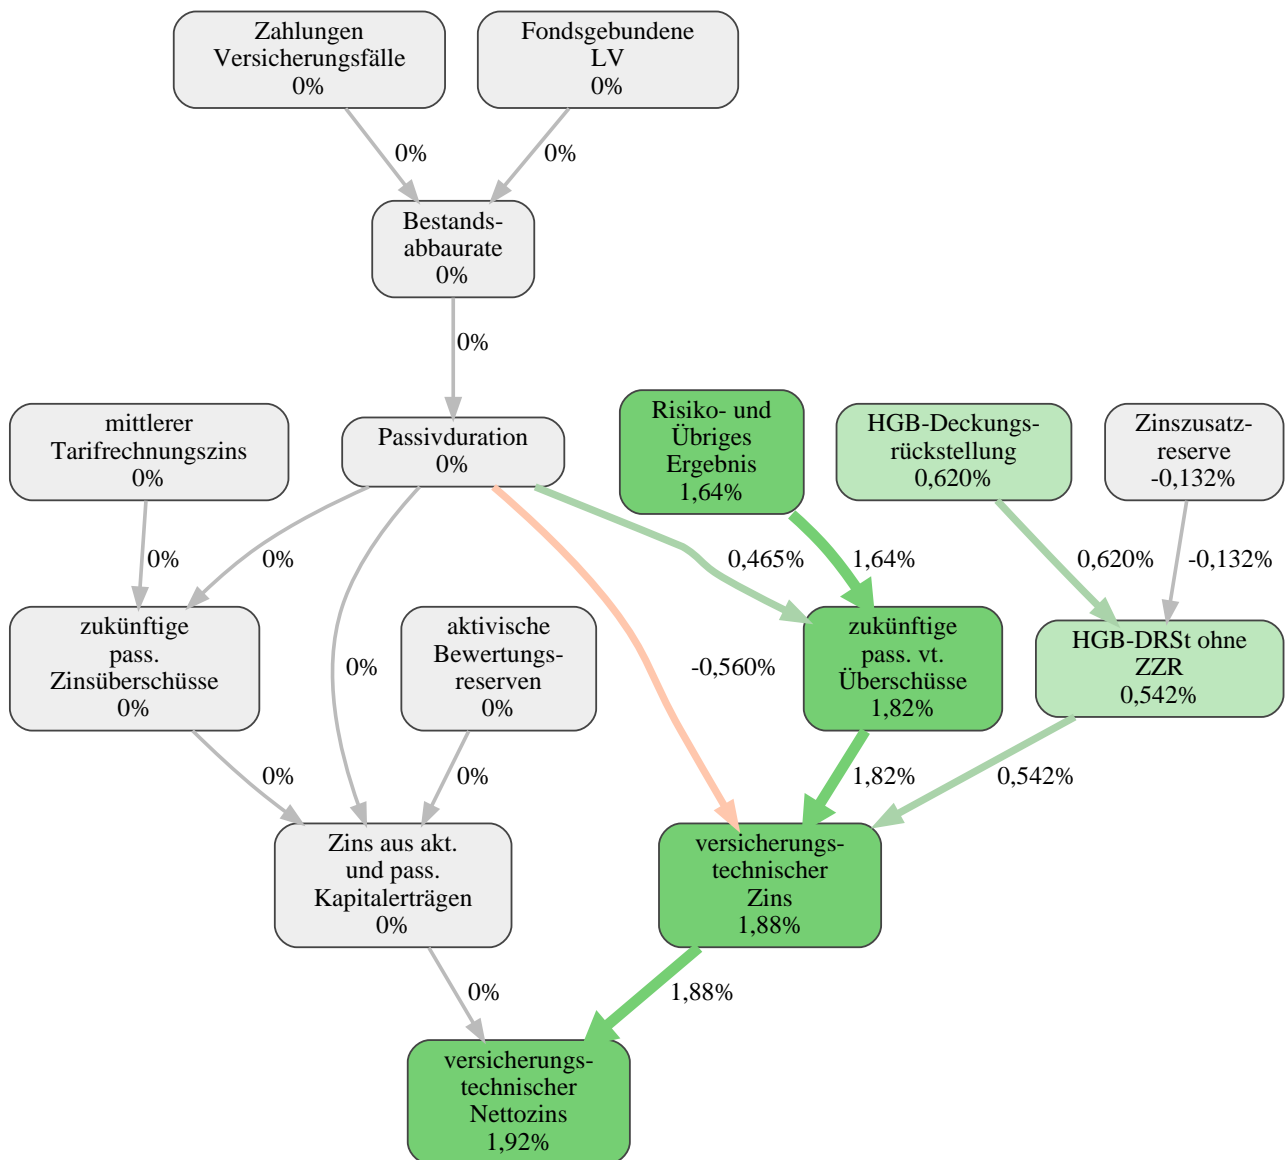 Zahlungen
Versicherungsfälle
0%
Fondsgebundene
LV
0%
0%
0%
Bestands-
abbaurate
0%
0%
mittlerer
Tarifrechnungszins
0%
Passivduration
0%
Risiko- und
Übriges
Ergebnis
1,64%
HGB-Deckungs-
rückstellung
0,620%
Zinszusatz-
reserve
-0,132%
0%
0%
0,465%
1,64%
0,620%
-0,132%
zukünftige
pass.
Zinsüberschüsse
0%
0%
aktivische
Bewertungs-
reserven
0%
-0,560%
zukünftige
pass. vt.
Überschüsse
1,82%
HGB-DRSt ohne
ZZR
0,542%
0%
0%
1,82%
0,542%
Zins aus akt.
und pass.
Kapitalerträgen
0%
versicherungs-
technischer
Zins
1,88%
0%
1,88%
versicherungs-
technischer
Nettozins
1,92%